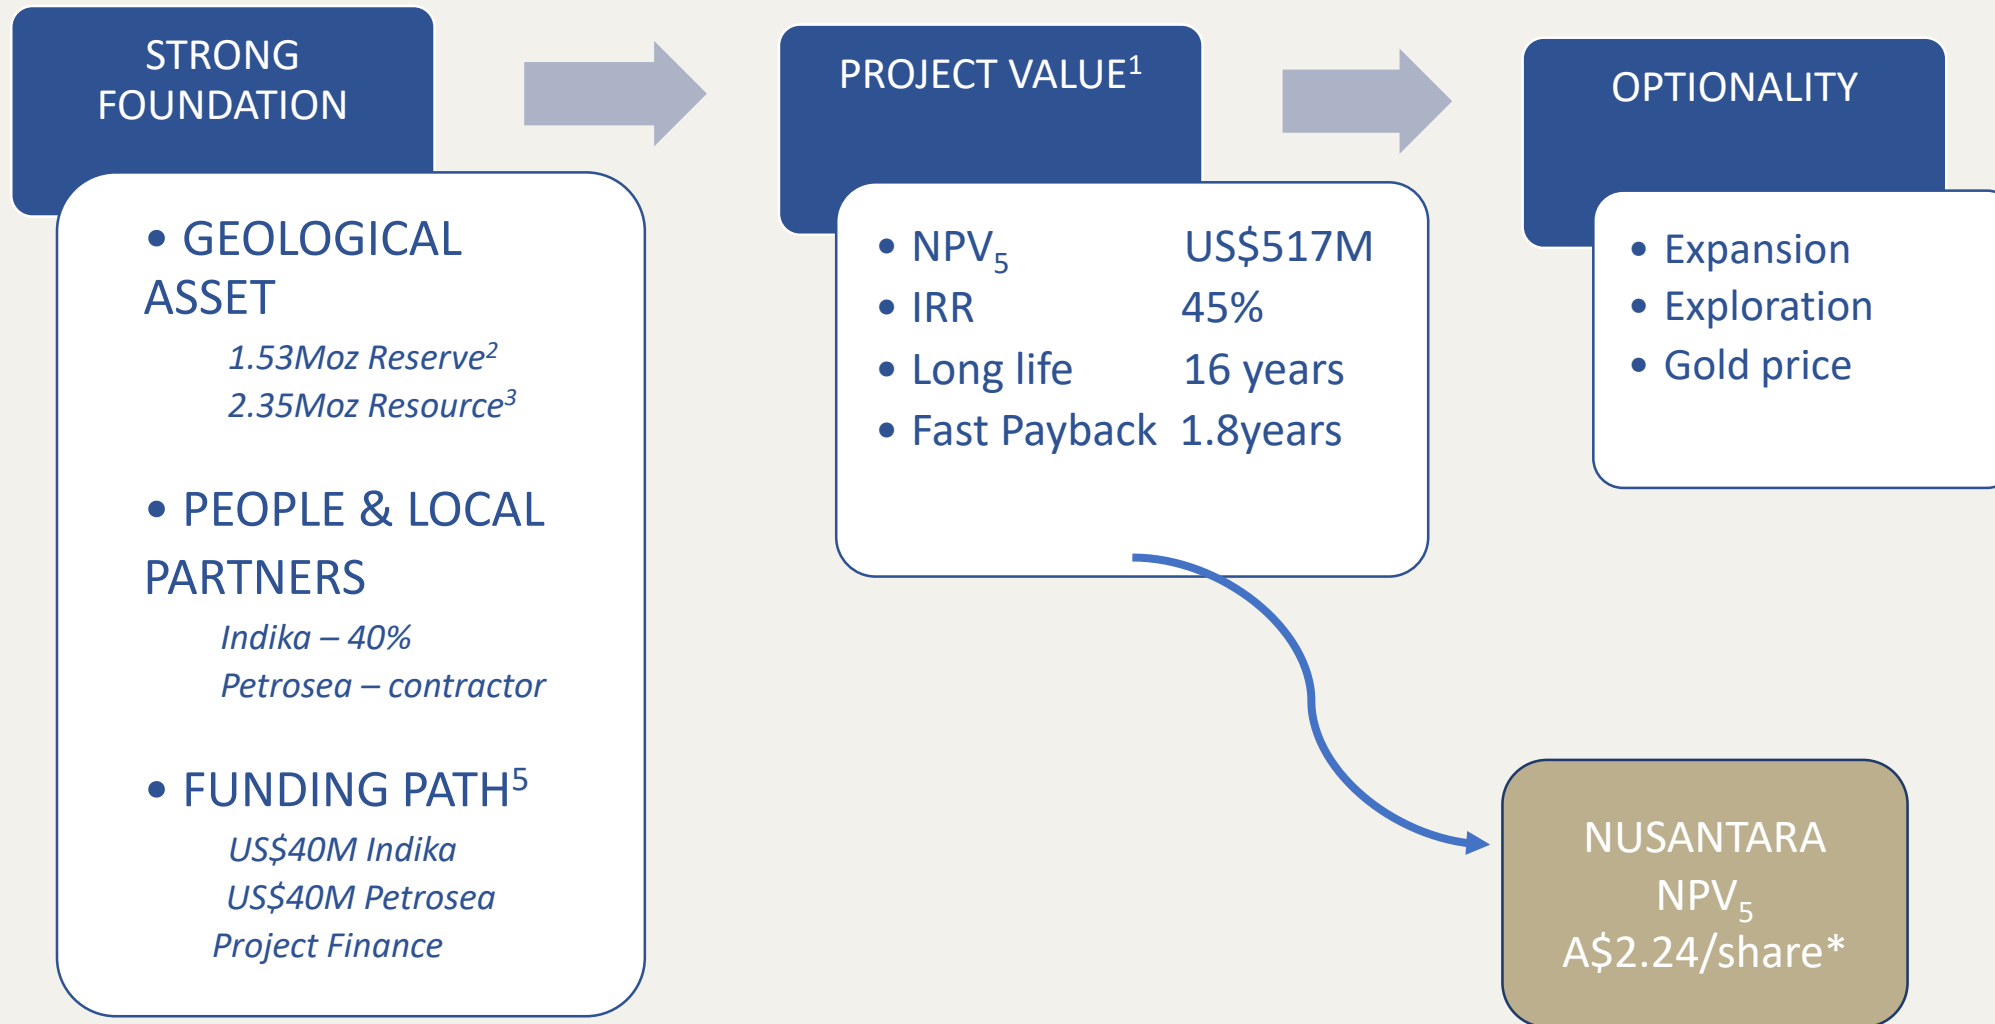 STRONG
FOUNDATION
• GEOLOGICAL
ASSET
1.53Moz Reserve²
2.35Moz Resource³
• PEOPLE & LOCAL
PARTNERS
Indika – 40%
Petrosea – contractor
• FUNDING PATH⁵
US$40M Indika
US$40M Petrosea
Project Finance
PROJECT VALUE¹
• NPV₅ US$517M
• IRR 45%
• Long life 16 years
• Fast Payback 1.8years
OPTIONALITY
• Expansion
• Exploration
• Gold price
NUSANTARA
NPV₅
A$2.24/share*